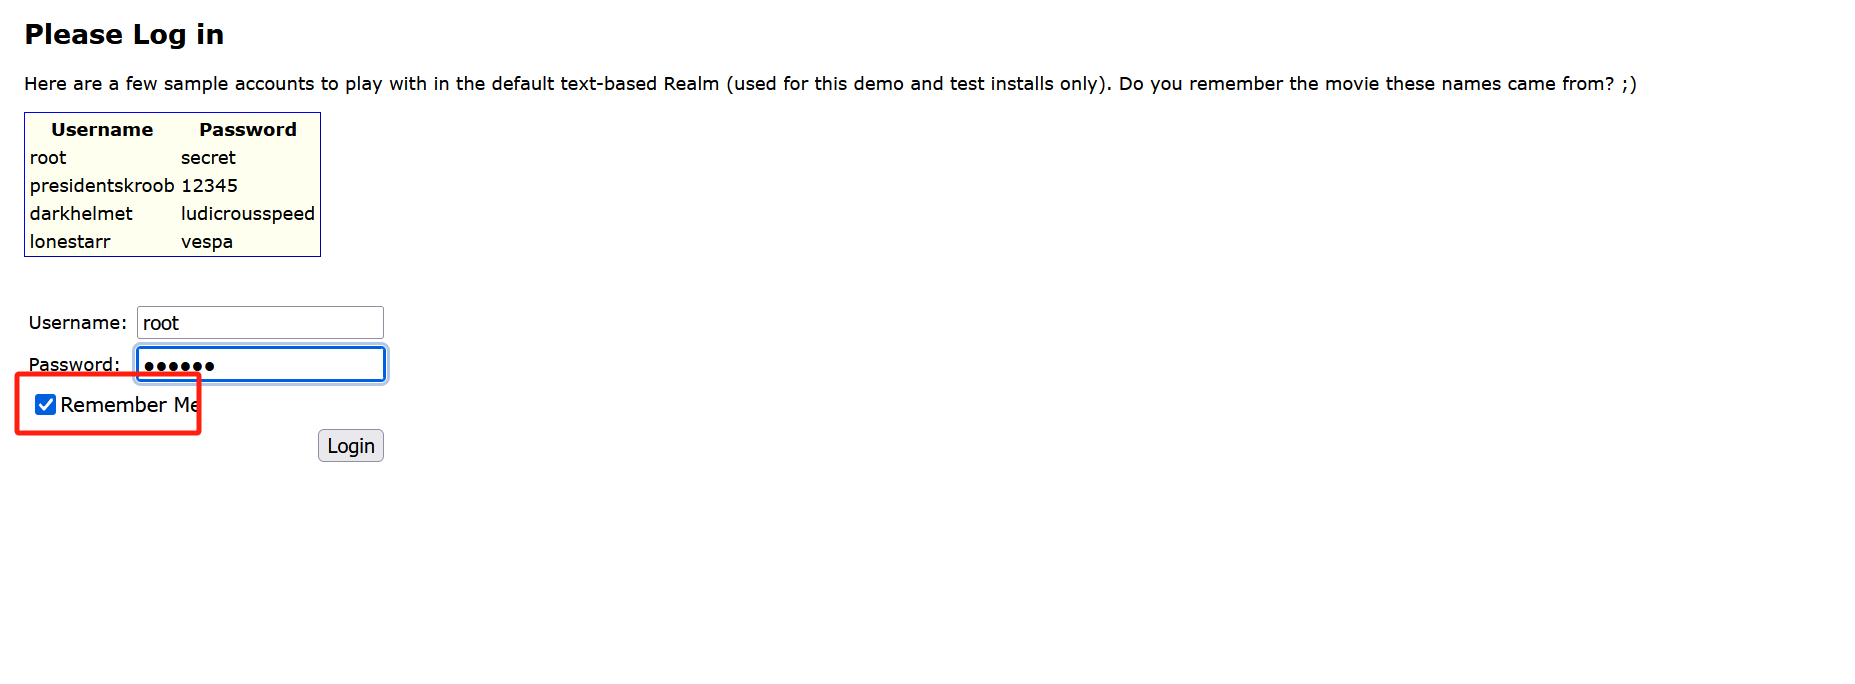 Please Log in
Here are a few sample accounts to play with in the default text-based Realm (used for this demo and test installs only). Do you remember the movie these names came from? ;)
Username Password
root secret
presidentskroob 12345
darkhelmet ludicrousspeed
lonestarr vespa
Username: root
Password: ••••••
Remember Me
Login